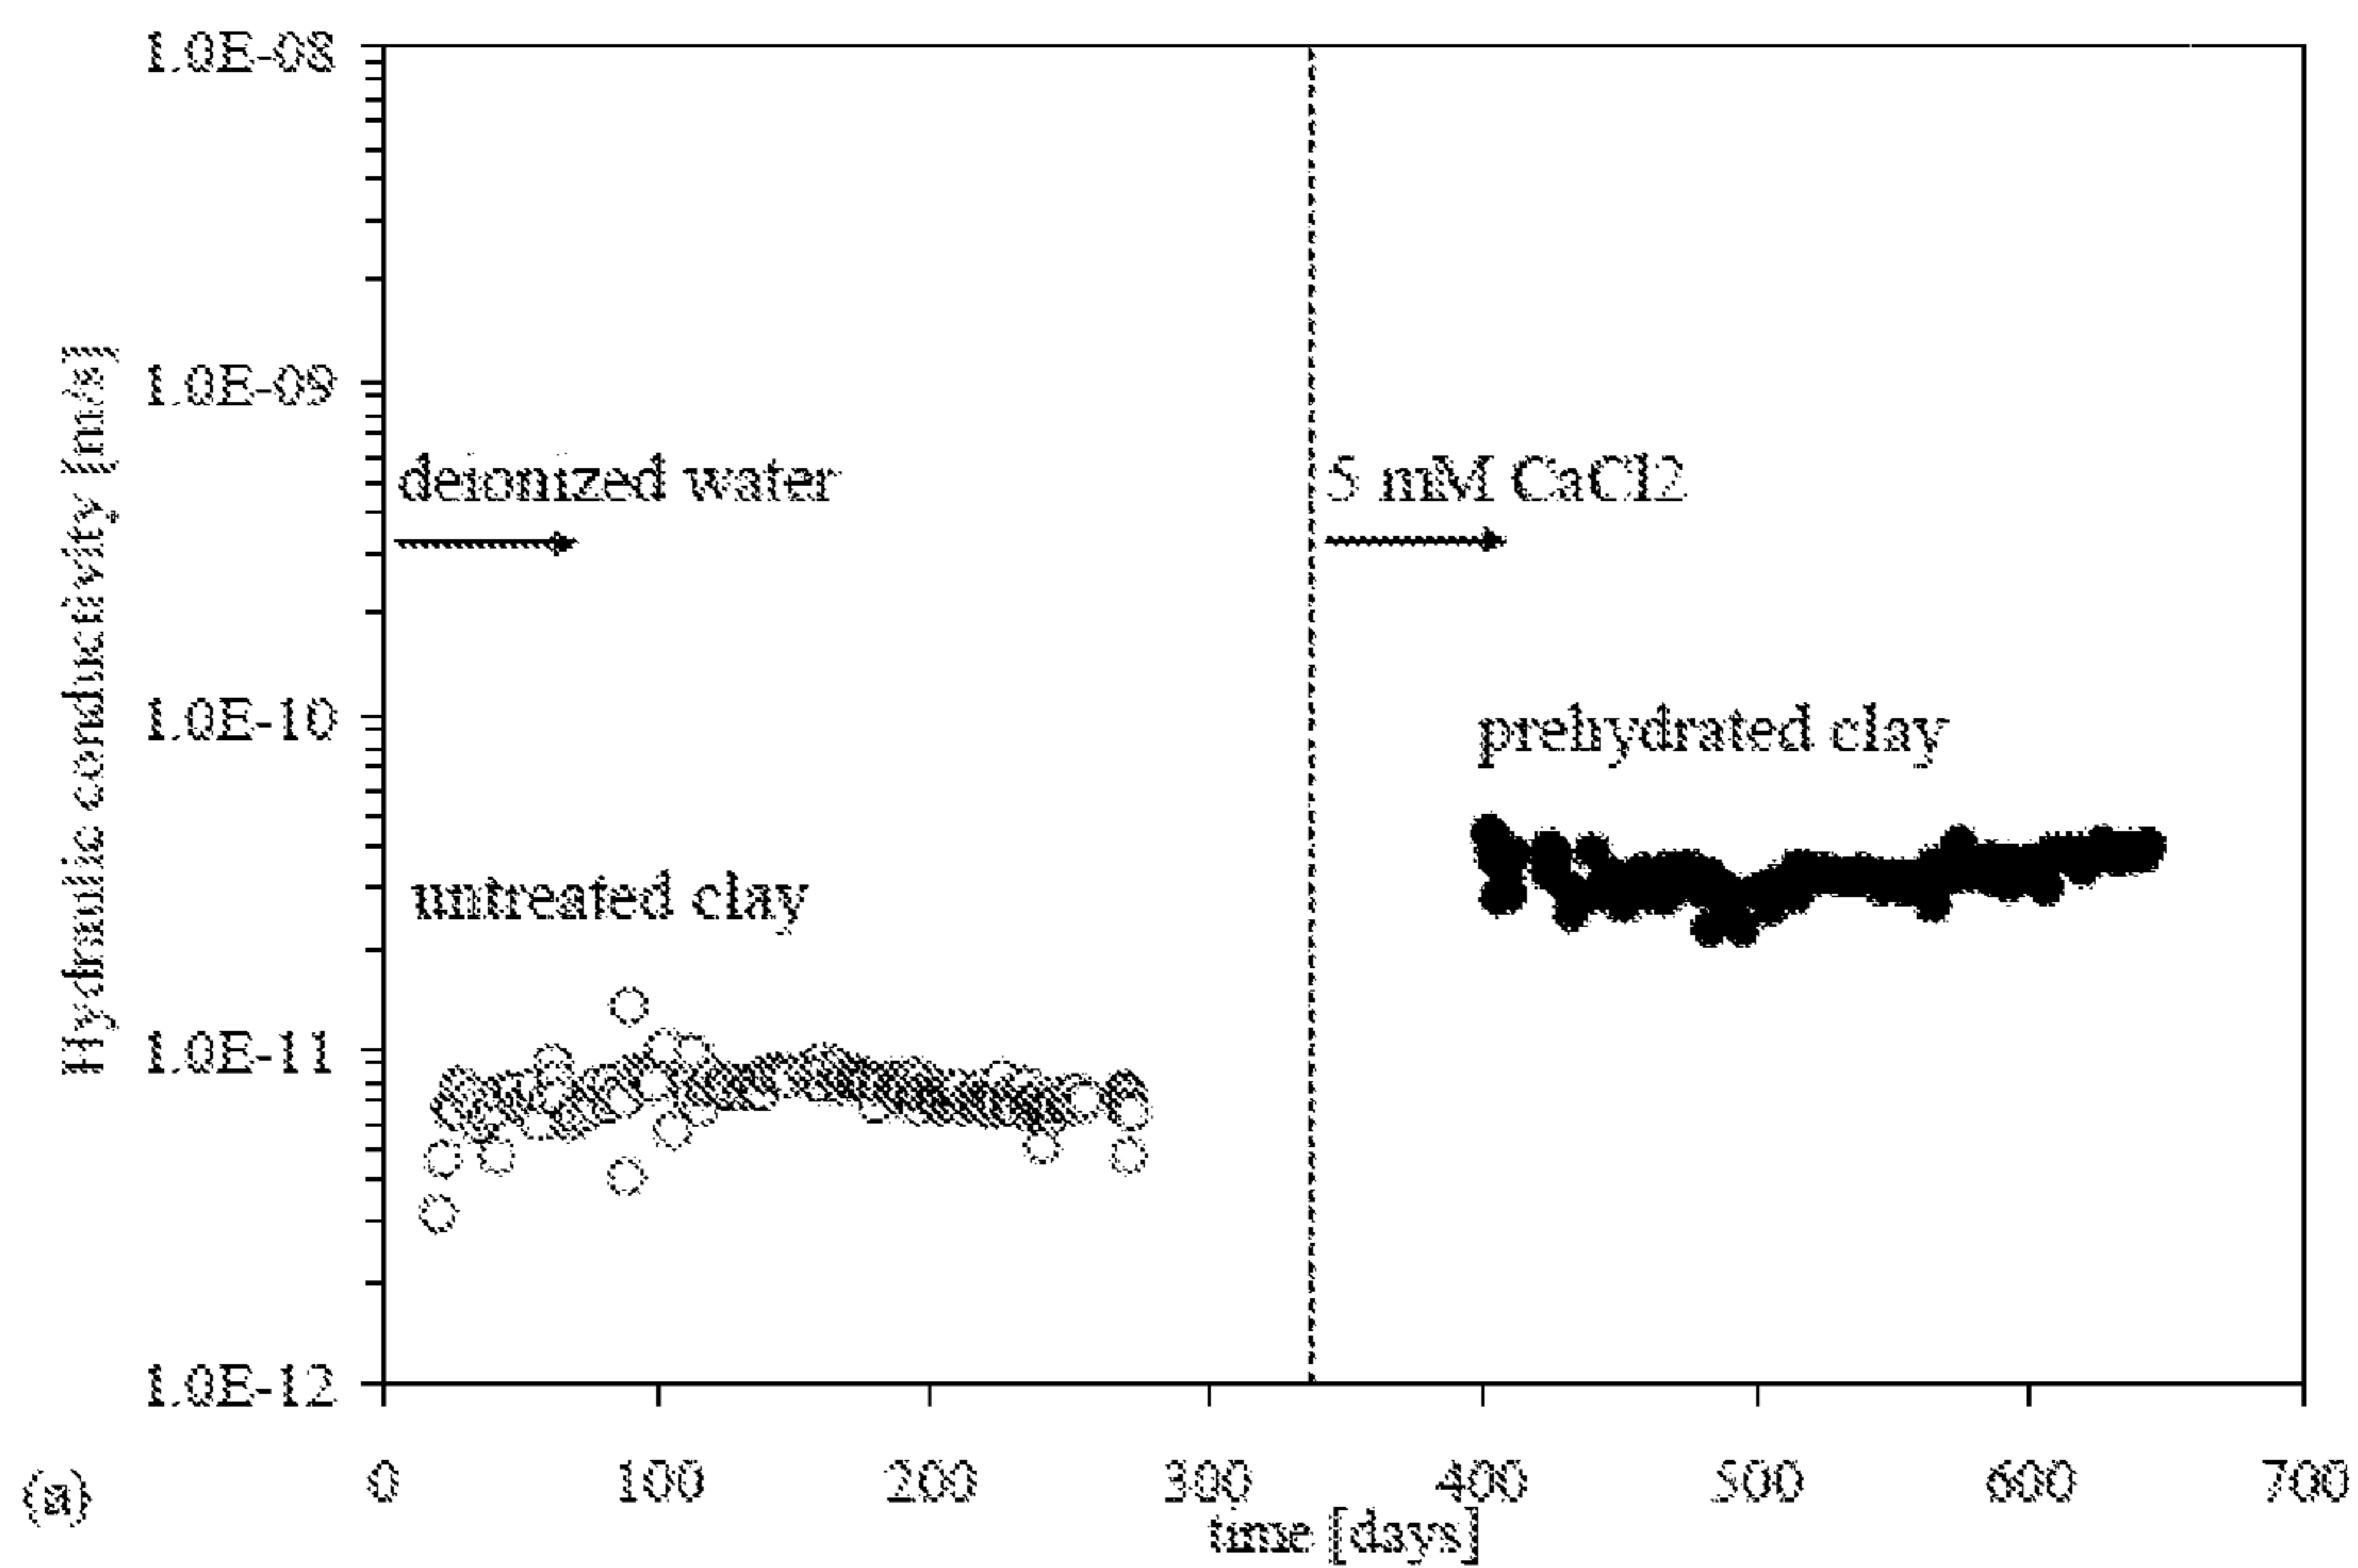 1.0E-08
1.0E-09
1.0E-10
1.0E-11
1.0E-12
Hydraulic conductivity [m/s]
deionized water
5 mM CaCl2
prehydrated clay
untreated clay
0 100 200 300 400 500 600 700
time [days]
(a)